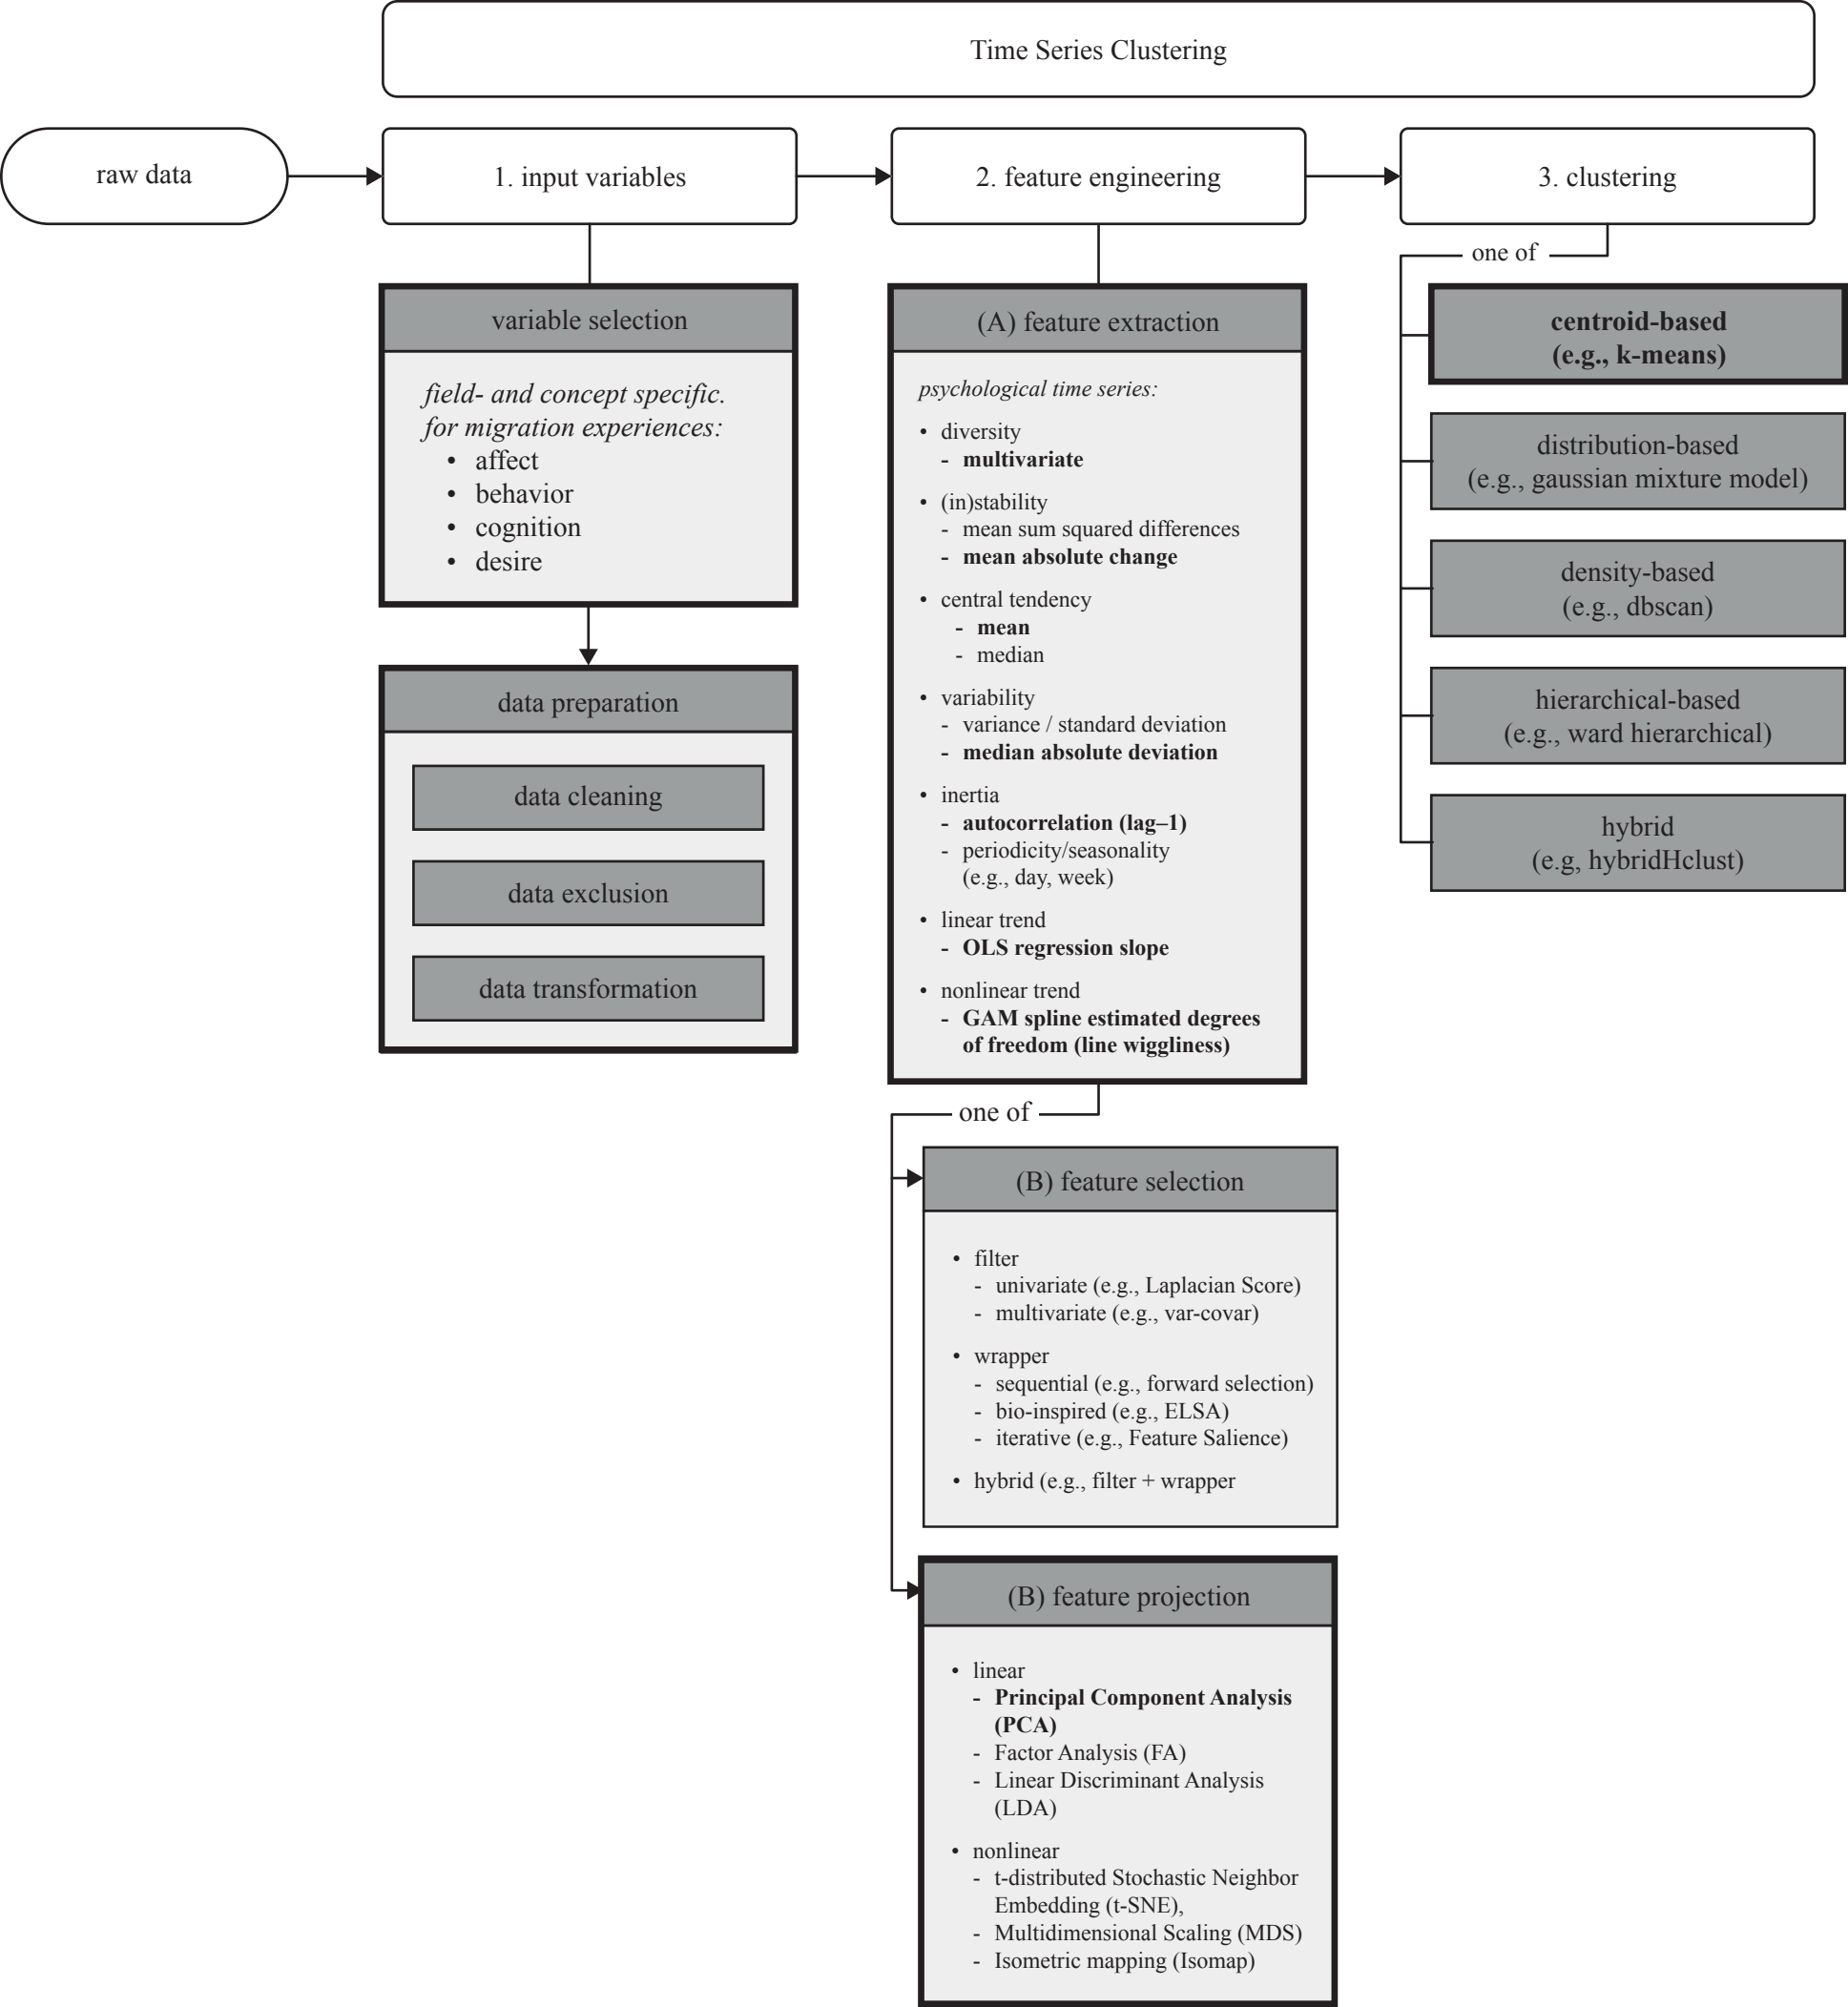 Time Series Clustering
raw data
1. input variables
2. feature engineering
3. clustering
variable selection
field- and concept specific.
for migration experiences:
• affect
• behavior
• cognition
• desire
data preparation
data cleaning
data exclusion
data transformation
(A) feature extraction
psychological time series:
• diversity
- multivariate
• (in)stability
- mean sum squared differences
- mean absolute change
• central tendency
- mean
- median
• variability
- variance / standard deviation
- median absolute deviation
• inertia
- autocorrelation (lag–1)
- periodicity/seasonality
(e.g., day, week)
• linear trend
- OLS regression slope
• nonlinear trend
- GAM spline estimated degrees
of freedom (line wiggliness)
one of
(B) feature selection
• filter
- univariate (e.g., Laplacian Score)
- multivariate (e.g., var-covar)
• wrapper
- sequential (e.g., forward selection)
- bio-inspired (e.g., ELSA)
- iterative (e.g., Feature Salience)
• hybrid (e.g., filter + wrapper
(B) feature projection
• linear
- Principal Component Analysis
(PCA)
- Factor Analysis (FA)
- Linear Discriminant Analysis
(LDA)
• nonlinear
- t-distributed Stochastic Neighbor
Embedding (t-SNE),
- Multidimensional Scaling (MDS)
- Isometric mapping (Isomap)
one of
centroid-based
(e.g., k-means)
distribution-based
(e.g., gaussian mixture model)
density-based
(e.g., dbscan)
hierarchical-based
(e.g., ward hierarchical)
hybrid
(e.g, hybridHclust)